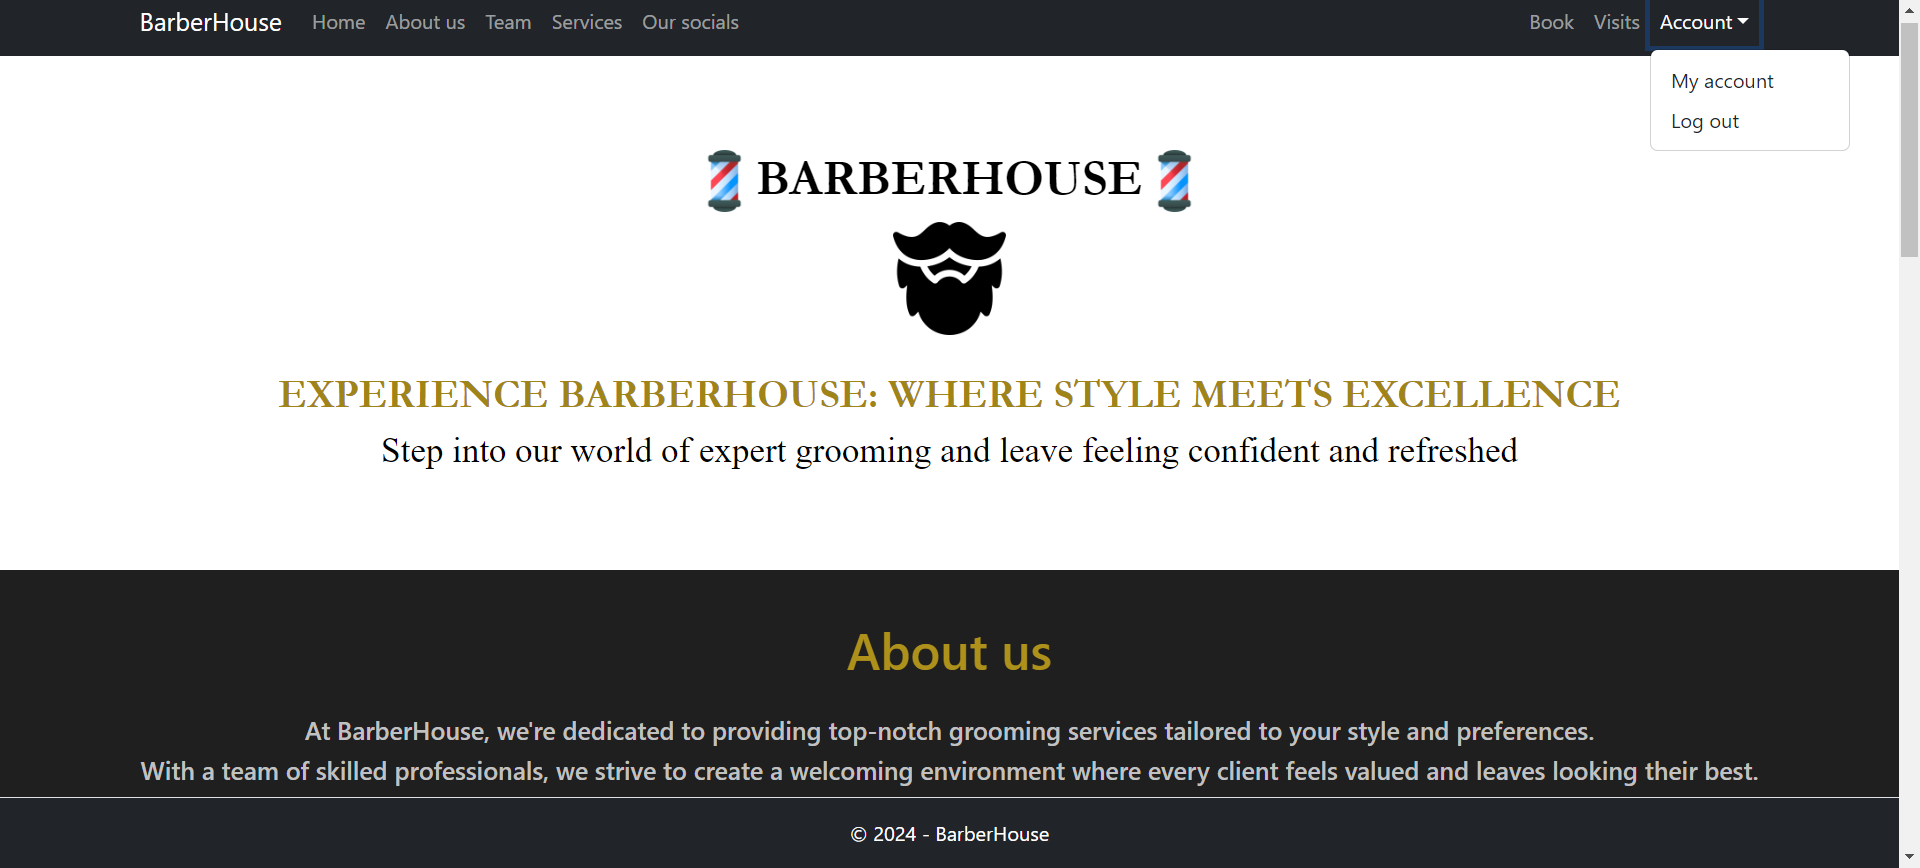 BarberHouse Home About us Team Services Our socials Book Visits Account
My account
Log out
BARBERHOUSE
EXPERIENCE BARBERHOUSE: WHERE STYLE MEETS EXCELLENCE
Step into our world of expert grooming and leave feeling confident and refreshed
About us
At BarberHouse, we're dedicated to providing top-notch grooming services tailored to your style and preferences.
With a team of skilled professionals, we strive to create a welcoming environment where every client feels valued and leaves looking their best.
© 2024 - BarberHouse